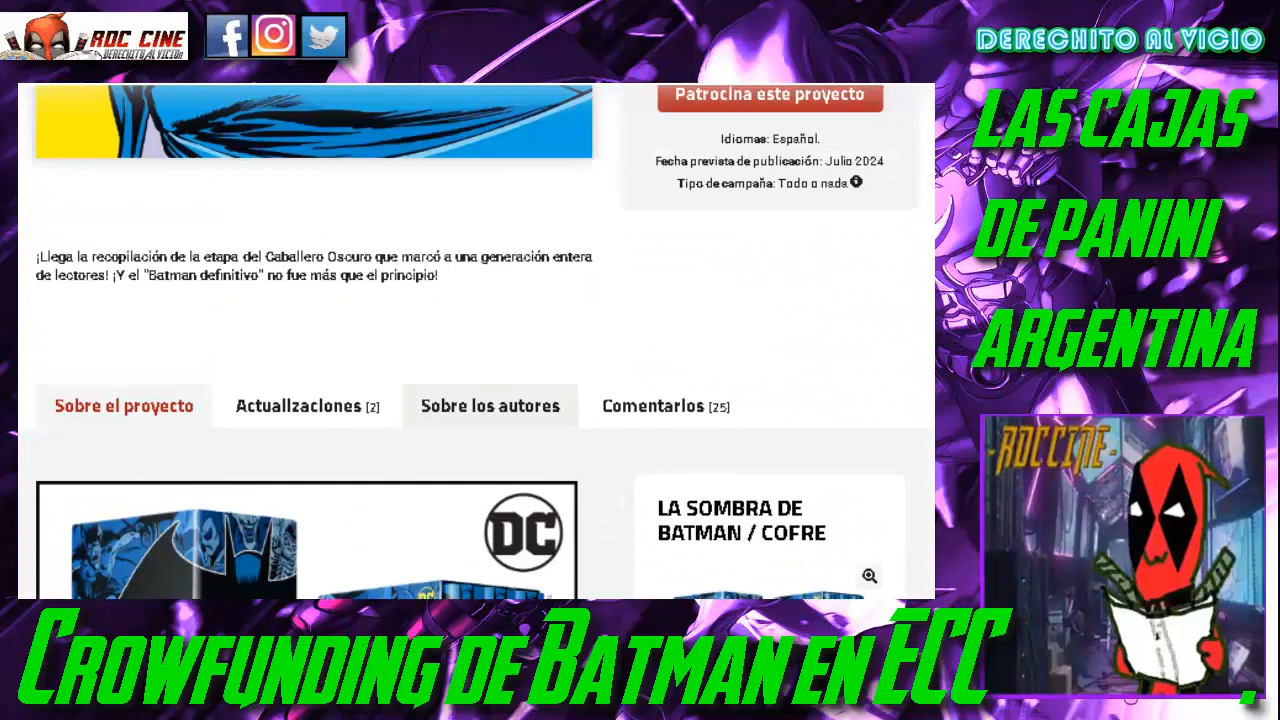 ROC CINE
DERECHITO AL VICIO
DERECHITO AL VICIO
LAS CAJAS
DE PANINI
ARGENTINA
Patrocina este proyecto
Idiomas: Español.
Fecha prevista de publicación: Julio 2024
Tipo de campaña: Todo o nada
¡Llega la recopilación de la etapa del Caballero Oscuro que marcó a una generación entera
de lectores! ¡Y el "Batman definitivo" no fue más que el principio!
Sobre el proyecto
Actualizaciones [2]
Sobre los autores
Comentarios [25]
DC
LA SOMBRA DE
BATMAN / COFRE
-ROCCINE-
CROWFUNDING DE BATMAN EN ECC .